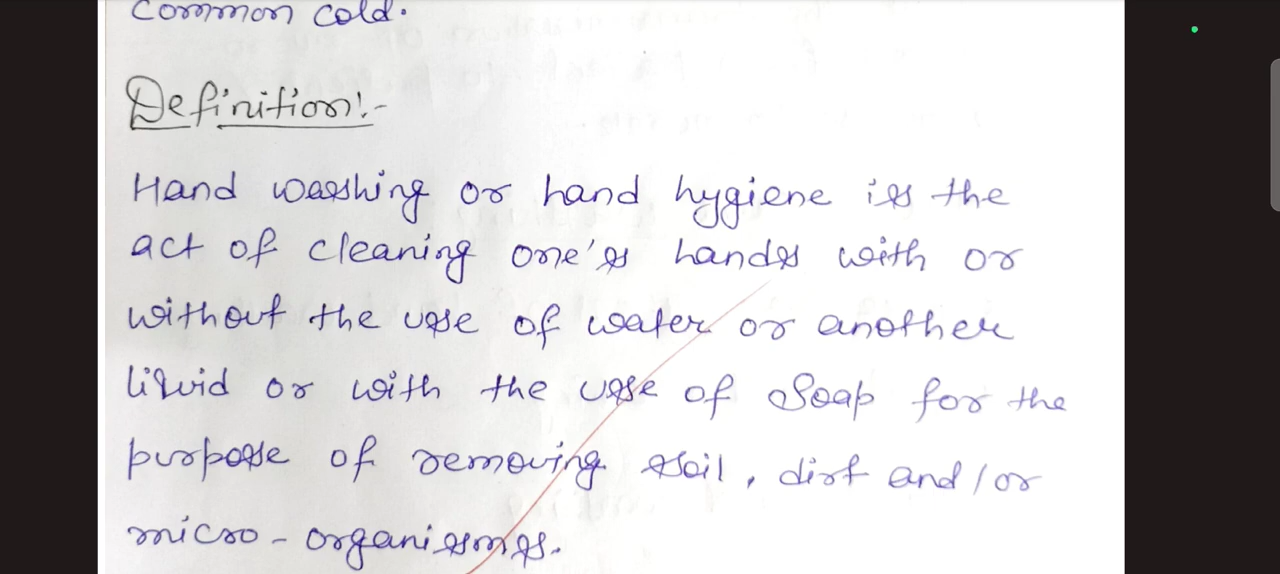 common cold.
Definition:-
Hand washing or hand hygiene is the
act of cleaning one's hands with or
without the use of water or another
liquid or with the use of Soap for the
purpose of removing soil, dirt and/or
micro-organisms.